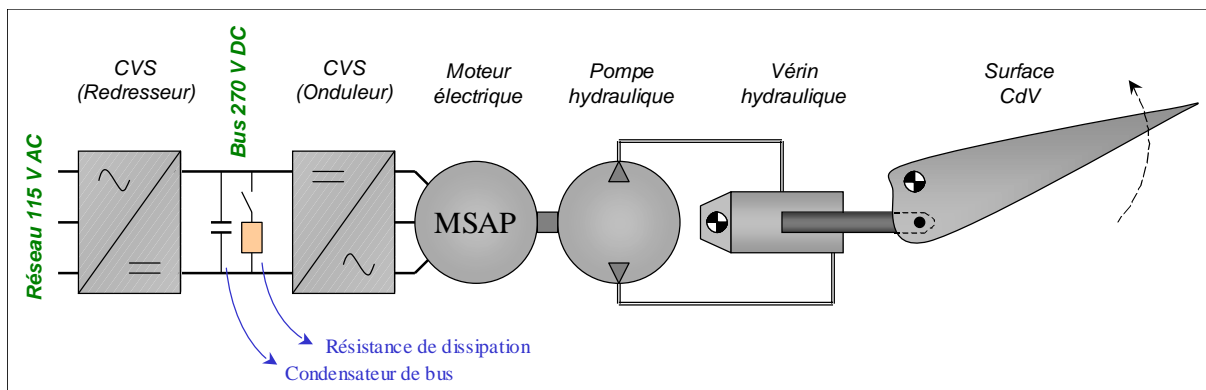 Réseau 115 V AC
CVS
(Redresseur)
Bus 270 V DC
CVS
(Onduleur)
Moteur
électrique
Pompe
hydraulique
Vérin
hydraulique
Surface
CdV
MSAP
Résistance de dissipation
Condensateur de bus